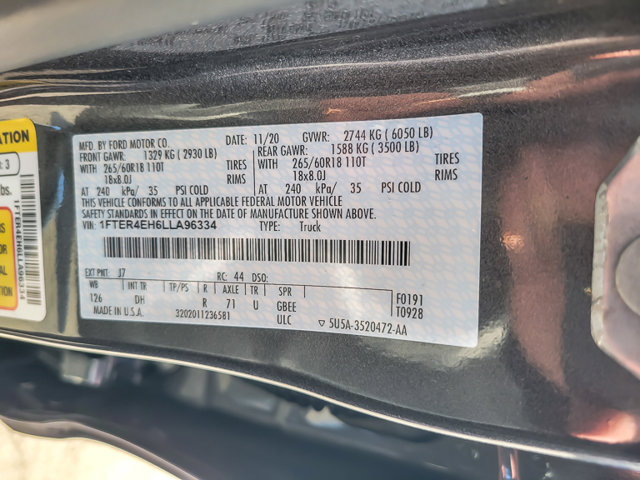 MFD. BY FORD MOTOR CO. DATE: 11/20 GVWR: 2744 KG ( 6050 LB)
FRONT GAWR: 1329 KG ( 2930 LB) REAR GAWR: 1588 KG ( 3500 LB)
WITH 265/60R18 110T TIRES WITH 265/60R18 110T TIRES
18x8.0J RIMS 18x8.0J RIMS
AT 240 kPa/ 35 PSI COLD AT 240 kPa/ 35 PSI COLD
THIS VEHICLE CONFORMS TO ALL APPLICABLE FEDERAL MOTOR VEHICLE
SAFETY STANDARDS IN EFFECT ON THE DATE OF MANUFACTURE SHOWN ABOVE.
VIN: 1FTER4EH6LLA96334 TYPE: Truck
EXT PNT: J7 RC: 44 DSO:
WB INT TR TP/PS R AXLE TR SPR
126 DH R 71 U GBEE F0191
ULC T0928
MADE IN U.S.A. 3202011236581 ▽ 5U5A-3520472-AA
ATION
: 3
lbs.
1FTER4EH6LLA96334